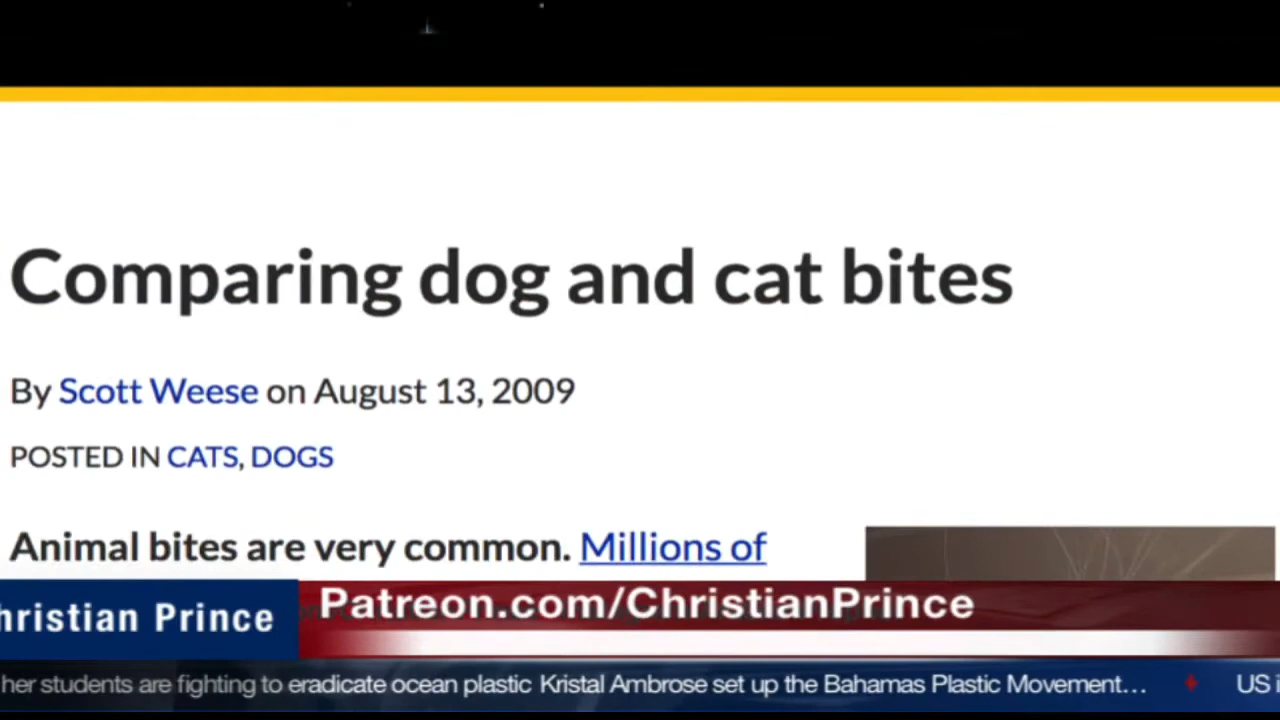 Comparing dog and cat bites
By Scott Weese on August 13, 2009
POSTED IN CATS, DOGS
Animal bites are very common. Millions of
hristian Prince
Patreon.com/ChristianPrince
her students are fighting to eradicate ocean plastic Kristal Ambrose set up the Bahamas Plastic Movement… US i